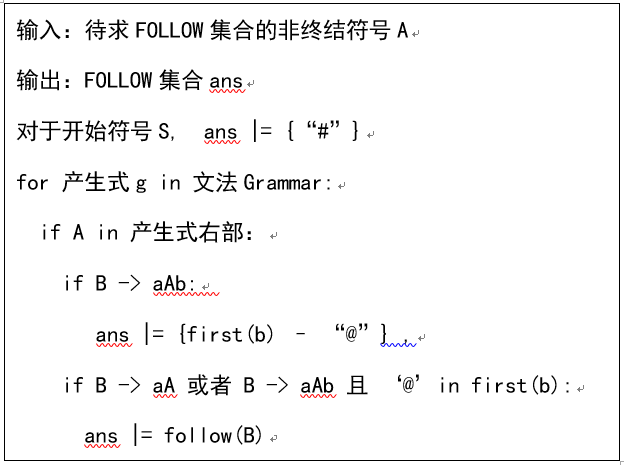 输入：待求 FOLLOW 集合的非终结符号 A
输出：FOLLOW 集合 ans
对于开始符号 S， ans |= {“#”}
for 产生式 g in 文法 Grammar:
if A in 产生式右部：
if B -> aAb:
ans |= {first(b) – “@”} ，
if B -> aA 或者 B -> aAb 且 ‘@’ in first(b):
ans |= follow(B)